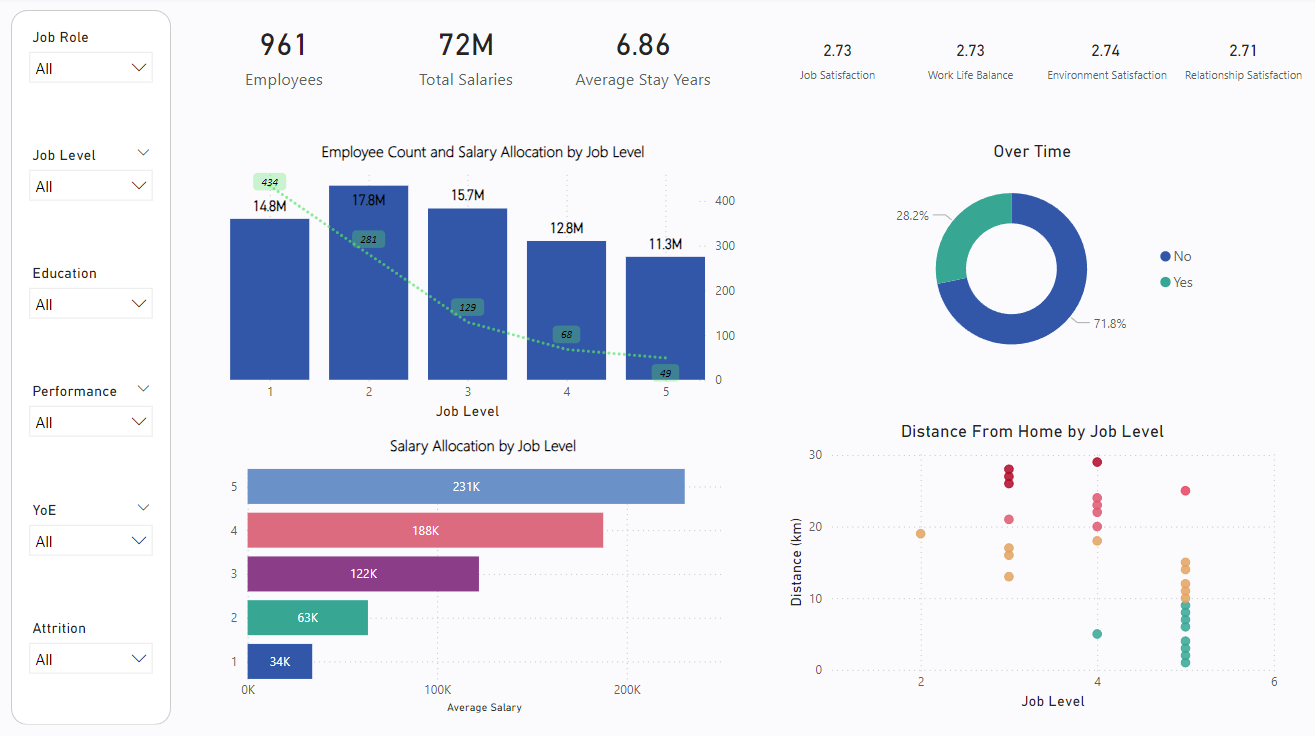 Job Role
All
Job Level
All
Education
All
Performance
All
YoE
All
Attrition
All
961
Employees
72M
Total Salaries
6.86
Average Stay Years
2.73
Job Satisfaction
2.73
Work Life Balance
2.74
Environment Satisfaction
2.71
Relationship Satisfaction
Employee Count and Salary Allocation by Job Level
434
14.8M
17.8M
281
15.7M
129
12.8M
68
11.3M
49
400
300
200
100
0
1 2 3 4 5
Job Level
Over Time
28.2%
71.8%
No
Yes
Salary Allocation by Job Level
5 231K
4 188K
3 122K
2 63K
1 34K
0K 100K 200K
Average Salary
Distance From Home by Job Level
Distance (km)
30
20
10
0
2 4 6
Job Level